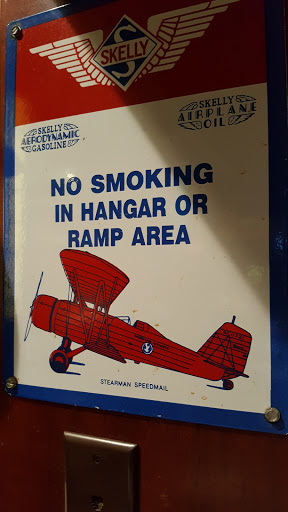 SKELLY
S
SKELLY
AERODYNAMIC
GASOLINE
SKELLY
AIRPLANE
OIL
NO SMOKING
IN HANGAR OR
RAMP AREA
STEARMAN SPEEDMAIL